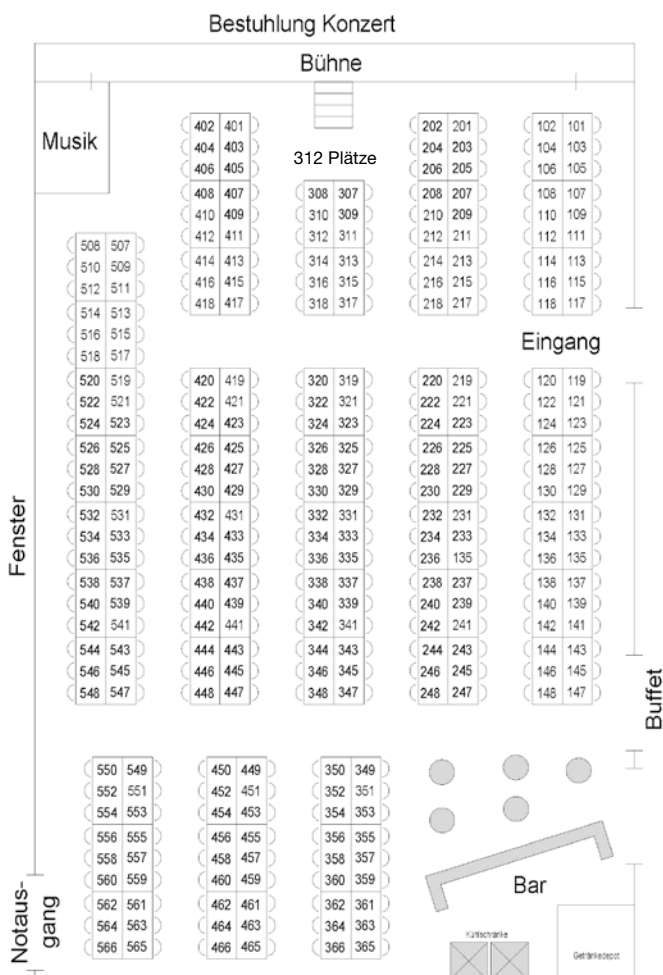 Bestuhlung Konzert
Bühne
Musik
402 401 202 201 102 101
404 403 204 203 104 103
312 Plätze
406 405 206 205 106 105
408 407 308 307 208 207 108 107
410 409 310 309 210 209 110 109
412 411 312 311 212 211 112 111
508 507
414 413 314 313 214 213 114 113
510 509
416 415 316 315 216 215 116 115
512 511
418 417 318 317 218 217 118 117
514 513
516 515
Eingang
518 517
520 519 420 419 320 319 220 219 120 119
522 521 422 421 322 321 222 221 122 121
524 523 424 423 324 323 224 223 124 123
526 525 426 425 326 325 226 225 126 125
528 527 428 427 328 327 228 227 128 127
530 529 430 429 330 329 230 229 130 129
532 531 432 431 332 331 232 231 132 131
534 533 434 433 334 333 234 233 134 133
536 535 436 435 336 335 236 135 136 135
Fenster
538 537 438 437 338 337 238 237 138 137
540 539 440 439 340 339 240 239 140 139
542 541 442 441 342 341 242 241 142 141
544 543 444 443 344 343 244 243 144 143
546 545 446 445 346 345 246 245 146 145
548 547 448 447 348 347 248 247 148 147
Buffet
550 549 450 449 350 349
552 551 452 451 352 351
554 553 454 453 354 353
556 555 456 455 356 355
558 557 458 457 358 357
560 559 460 459 360 359
Bar
562 561 462 461 362 361
564 563 464 463 364 363
566 565 466 465 366 365
Notaus-
gang
Kühlschränke
Getränkedepot